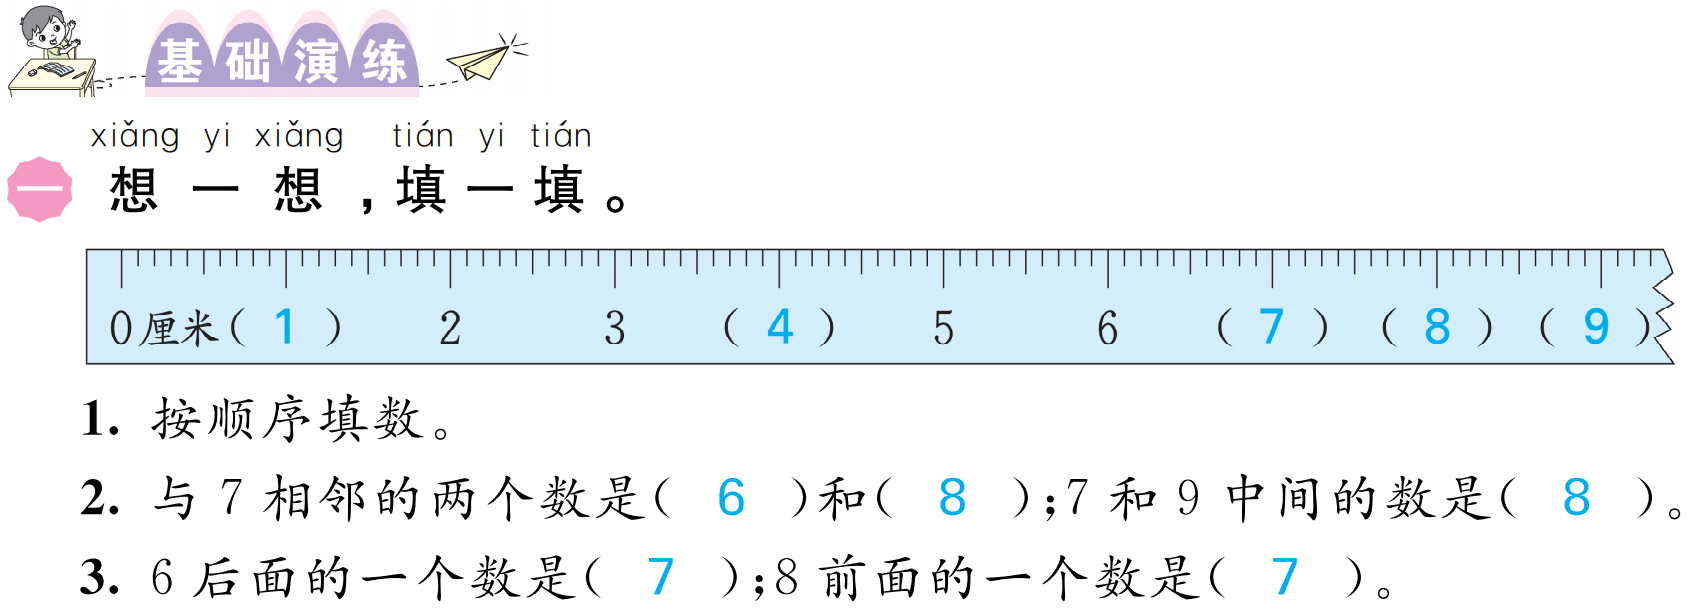 基础演练
xiǎng yi xiǎng tián yi tián
一 想一想,填一填。
0厘米( 1 ) 2 3 ( 4 ) 5 6 ( 7 ) ( 8 ) ( 9 )
1. 按顺序填数。
2. 与 7 相邻的两个数是( 6 )和( 8 );7 和 9 中间的数是( 8 )。
3. 6 后面的一个数是( 7 );8 前面的一个数是( 7 )。